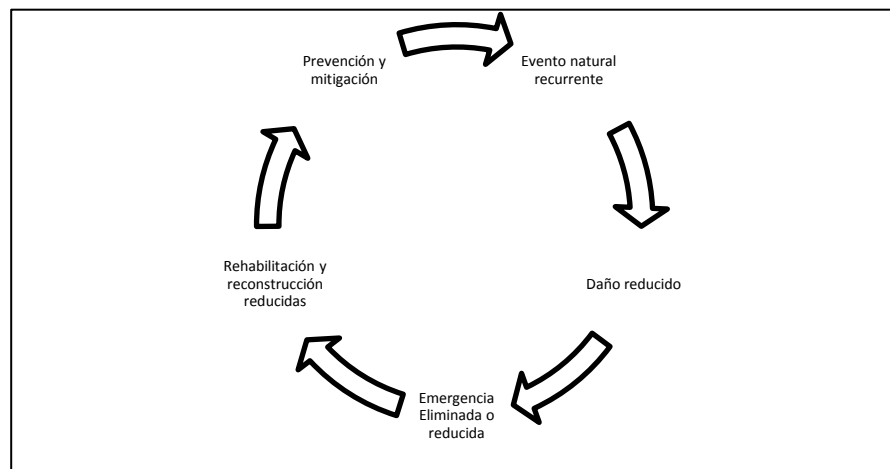 Prevención y
mitigación
Evento natural
recurrente
Daño reducido
Emergencia
Eliminada o
reducida
Rehabilitación y
reconstrucción
reducidas